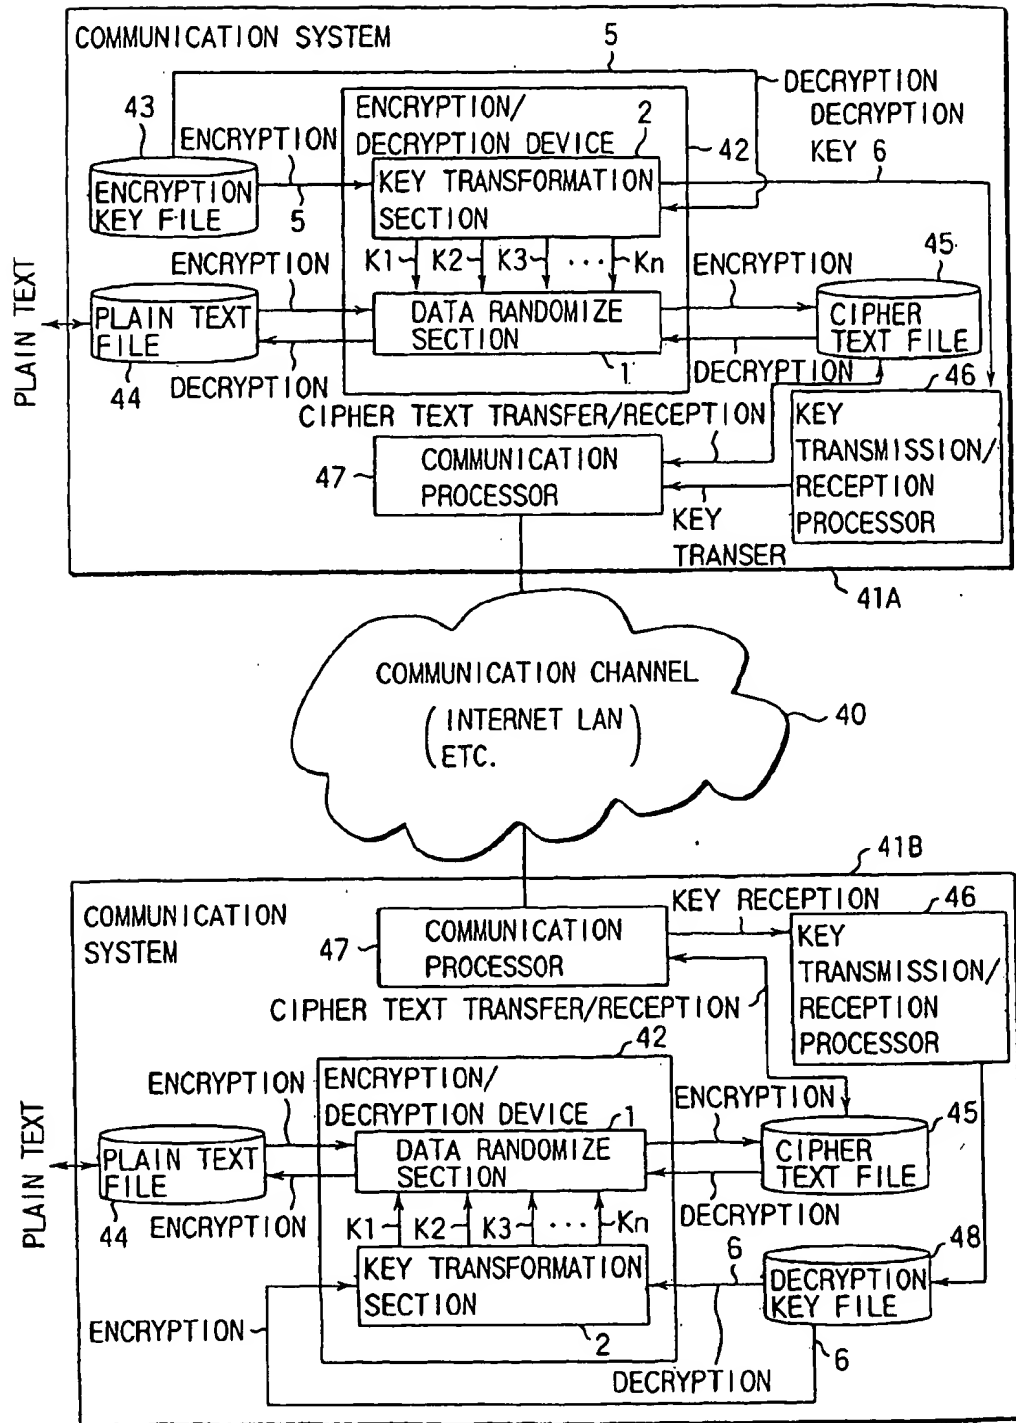 COMMUNICATION SYSTEM
5
DECRYPTION
DECRYPTION
KEY 6
43
ENCRYPTION
ENCRYPTION/
DECRYPTION DEVICE
2
42
ENCRYPTION
KEY FILE
5
KEY TRANSFORMATION
SECTION
K1
K2
K3
...
Kn
ENCRYPTION
ENCRYPTION
45
PLAIN TEXT
PLAIN TEXT
FILE
DATA RANDOMIZE
SECTION
CIPHER
TEXT FILE
44
DECRYPTION
1
DECRYPTION
46
CIPHER TEXT TRANSFER/RECEPTION
47
COMMUNICATION
PROCESSOR
KEY
TRANSMISSION/
RECEPTION
PROCESSOR
KEY
TRANSER
41A
COMMUNICATION CHANNEL
(INTERNET LAN)
ETC.
40
41B
COMMUNICATION
SYSTEM
47
COMMUNICATION
PROCESSOR
KEY RECEPTION
46
KEY
TRANSMISSION/
RECEPTION
PROCESSOR
CIPHER TEXT TRANSFER/RECEPTION
42
ENCRYPTION
ENCRYPTION/
DECRYPTION DEVICE
1
ENCRYPTION
45
PLAIN TEXT
PLAIN TEXT
FILE
DATA RANDOMIZE
SECTION
CIPHER
TEXT FILE
44
ENCRYPTION
K1
K2
K3
...
Kn
DECRYPTION
KEY TRANSFORMATION
SECTION
6
48
DECRYPTION
KEY FILE
ENCRYPTION
2
DECRYPTION
6